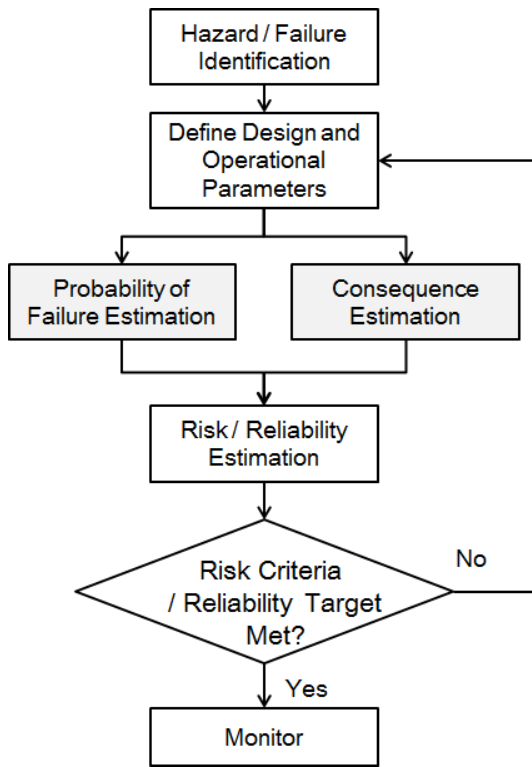 Hazard / Failure
Identification
Define Design and
Operational
Parameters
Probability of
Failure Estimation
Consequence
Estimation
Risk / Reliability
Estimation
Risk Criteria
/ Reliability Target
Met?
No
Yes
Monitor